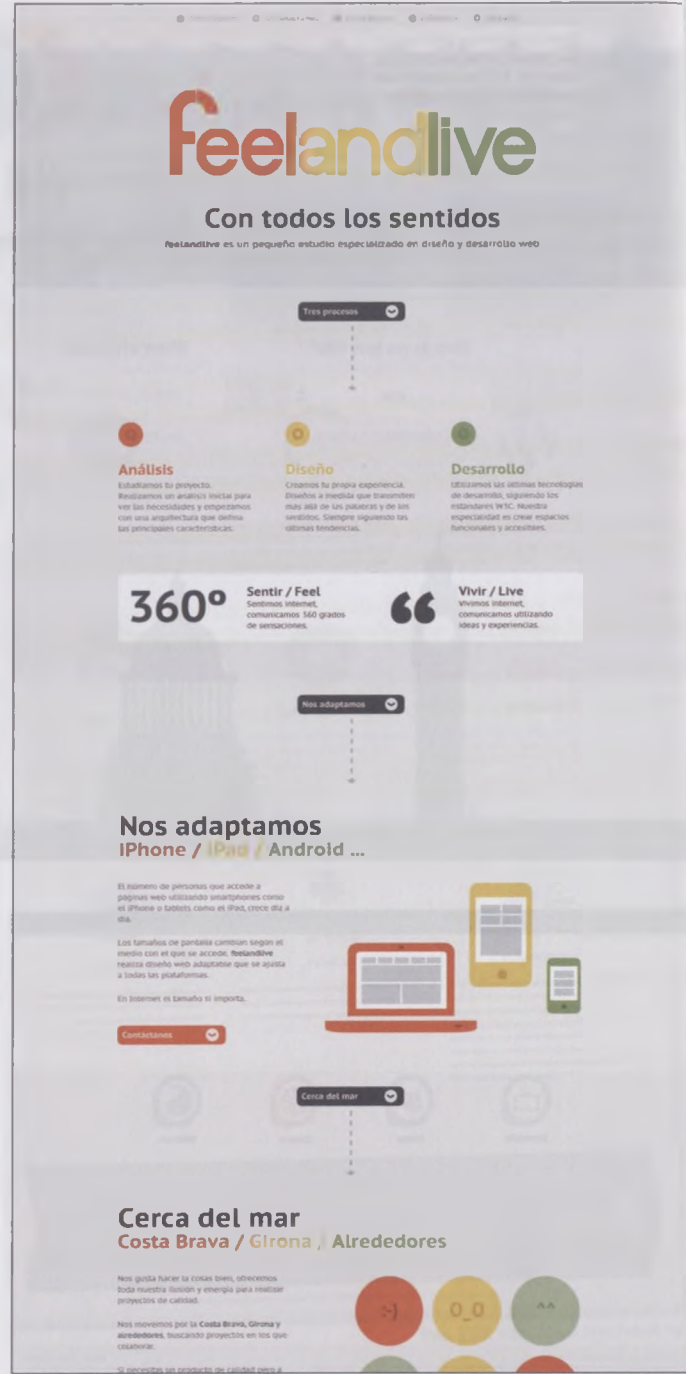 feelandlive
Con todos los sentidos
feelandlive es un pequeño estudio especializado en diseño y desarrollo web
Tres procesos
Análisis
Estudiamos tu proyecto.
Realizamos un análisis inicial para
ver las necesidades y empezamos
con una arquitectura que defina
las principales características.
Diseño
Creamos tu propia experiencia.
Diseños a medida que transmiten
más allá de las palabras y de los
sentidos. Siempre siguiendo las
últimas tendencias.
Desarrollo
Utilizamos las últimas tecnologías
de desarrollo, siguiendo los
estándares W3C. Nuestra
especialidad es crear espacios
funcionales y accesibles.
360º
Sentir / Feel
Sentimos internet,
comunicamos 360 grados
de sensaciones.
“
Vivir / Live
Vivimos internet,
comunicamos utilizando
ideas y experiencias.
Nos adaptamos
Nos adaptamos
iPhone / iPad / Android ...
El número de personas que accede a
páginas web utilizando smartphones como
el iPhone o tablets como el iPad, crece día a
día.
Los tamaños de pantalla cambian según el
medio con el que se accede, feelandlive
realiza diseño web adaptable que se ajusta
a todas las plataformas.
En Internet el tamaño si importa.
Contáctanos
Cerca del mar
Cerca del mar
Costa Brava / Girona / Alrededores
Nos gusta hacer la cosas bien, ofrecemos
toda nuestra ilusión y energía para realizar
proyectos de calidad.
Nos movemos por la Costa Brava, Girona y
alrededores, buscando proyectos en los que
colaborar.
Si necesitas un producto de calidad pero a
:-)
O_O
^^